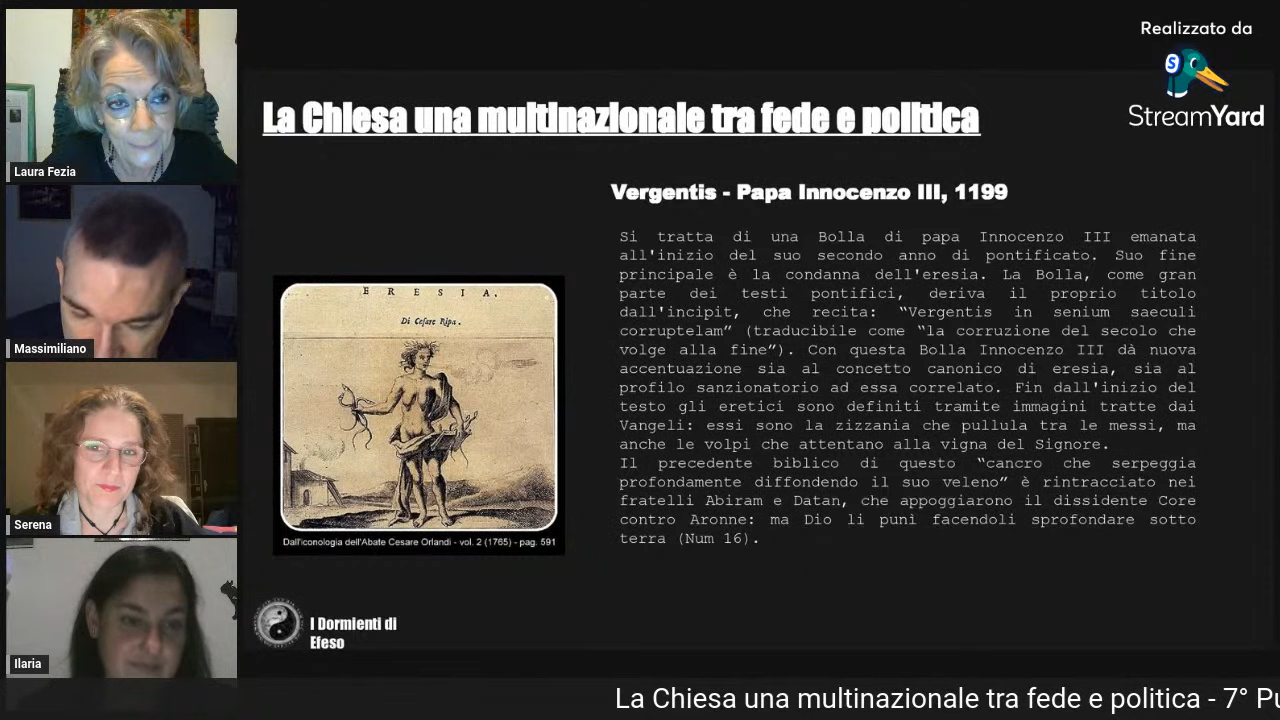 Realizzato da
StreamYard
Laura Fezia
Massimiliano
Serena
Ilaria
La Chiesa una multinazionale tra fede e politica
Vergentis - Papa Innocenzo III, 1199
Si tratta di una Bolla di papa Innocenzo III emanata
all'inizio del suo secondo anno di pontificato. Suo fine
principale è la condanna dell'eresia. La Bolla, come gran
parte dei testi pontifici, deriva il proprio titolo
dall'incipit, che recita: “Vergentis in senium saeculi
corruptelam” (traducibile come “la corruzione del secolo che
volge alla fine”). Con questa Bolla Innocenzo III dà nuova
accentuazione sia al concetto canonico di eresia, sia al
profilo sanzionatorio ad essa correlato. Fin dall'inizio del
testo gli eretici sono definiti tramite immagini tratte dai
Vangeli: essi sono la zizzania che pullula tra le messi, ma
anche le volpi che attentano alla vigna del Signore.
Il precedente biblico di questo “cancro che serpeggia
profondamente diffondendo il suo veleno” è rintracciato nei
fratelli Abiram e Datan, che appoggiarono il dissidente Core
contro Aronne: ma Dio li punì facendoli sprofondare sotto
terra (Num 16).
E R E S I A.
Di Cesare Ripa.
Dall'iconologia dell'Abate Cesare Orlandi - vol. 2 (1765) - pag. 591
I Dormienti di
Efeso
La Chiesa una multinazionale tra fede e politica - 7° Pu